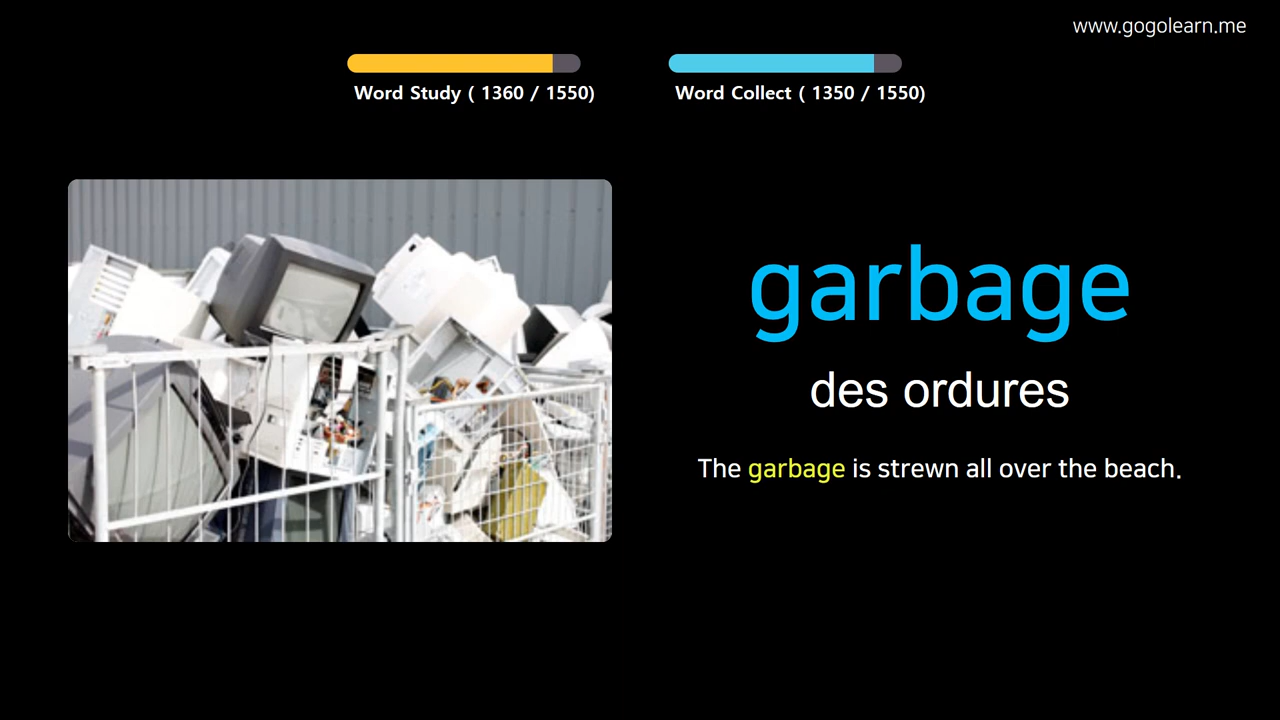 www.gogolearn.me
Word Study ( 1360 / 1550)
Word Collect ( 1350 / 1550)
garbage
des ordures
The garbage is strewn all over the beach.